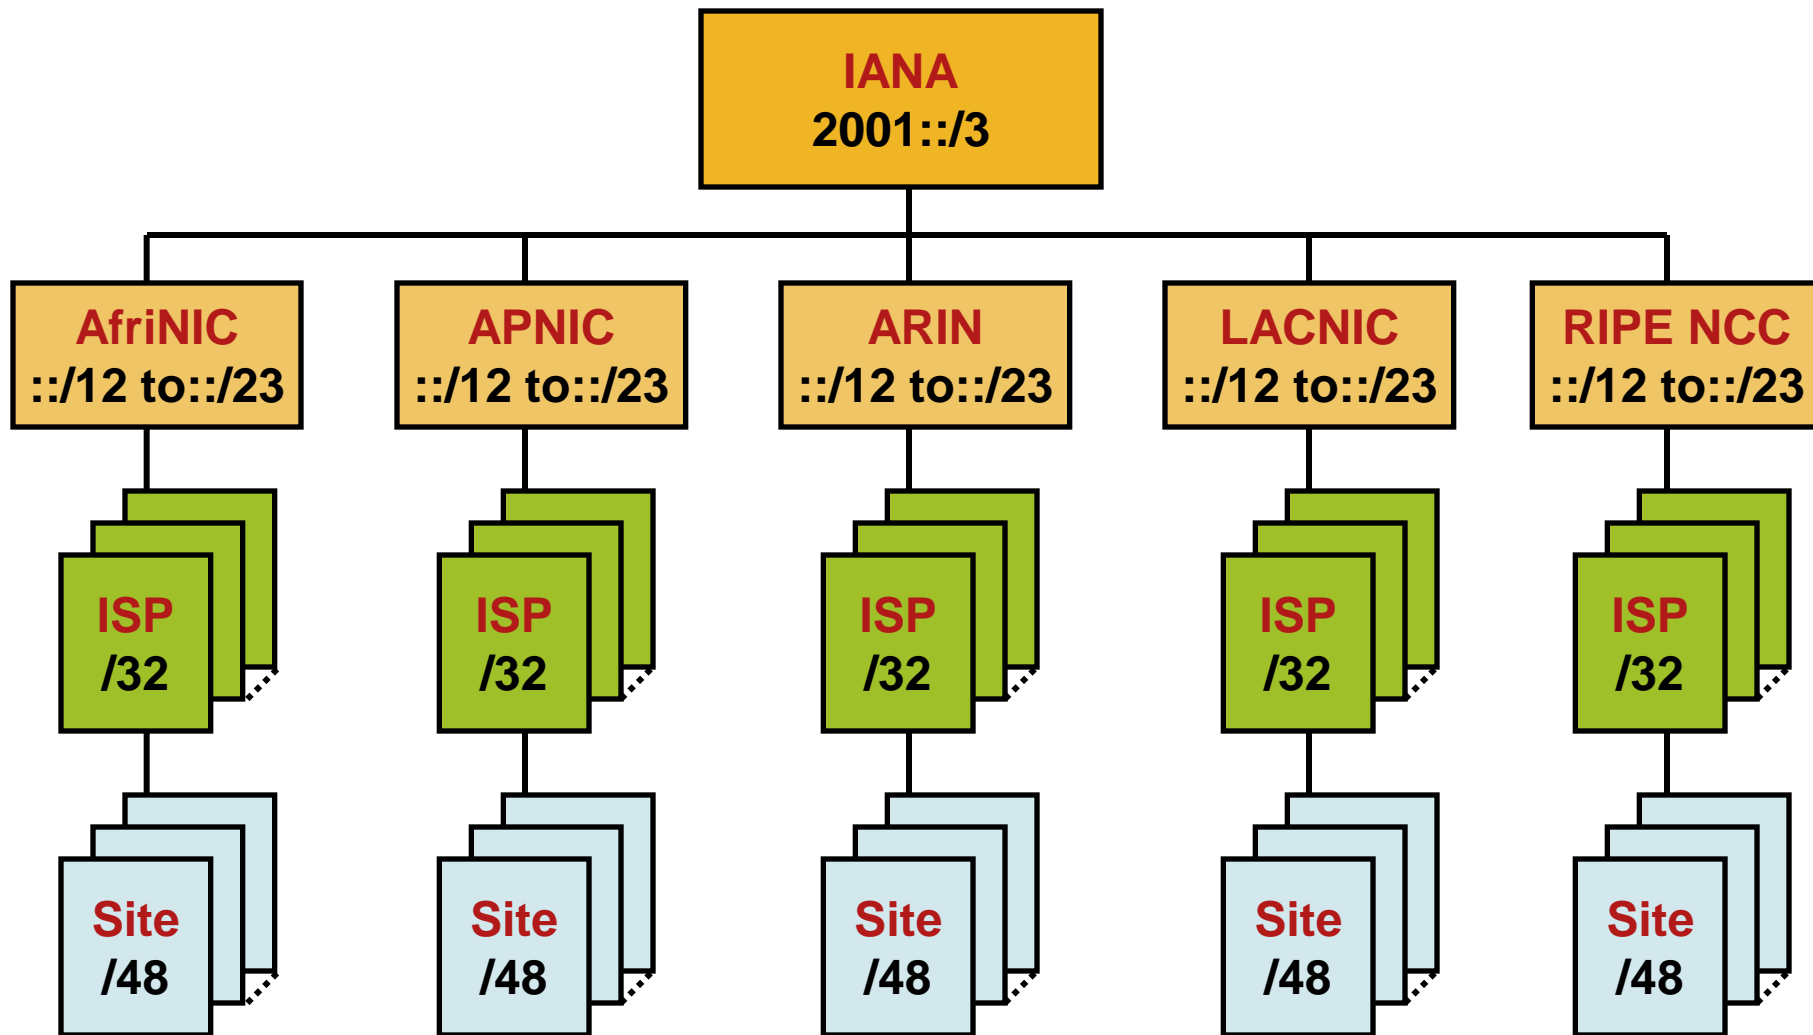 IANA
2001::/3
AfriNIC
::/12 to::/23
APNIC
::/12 to::/23
ARIN
::/12 to::/23
LACNIC
::/12 to::/23
RIPE NCC
::/12 to::/23
ISP
/32
ISP
/32
ISP
/32
ISP
/32
ISP
/32
Site
/48
Site
/48
Site
/48
Site
/48
Site
/48